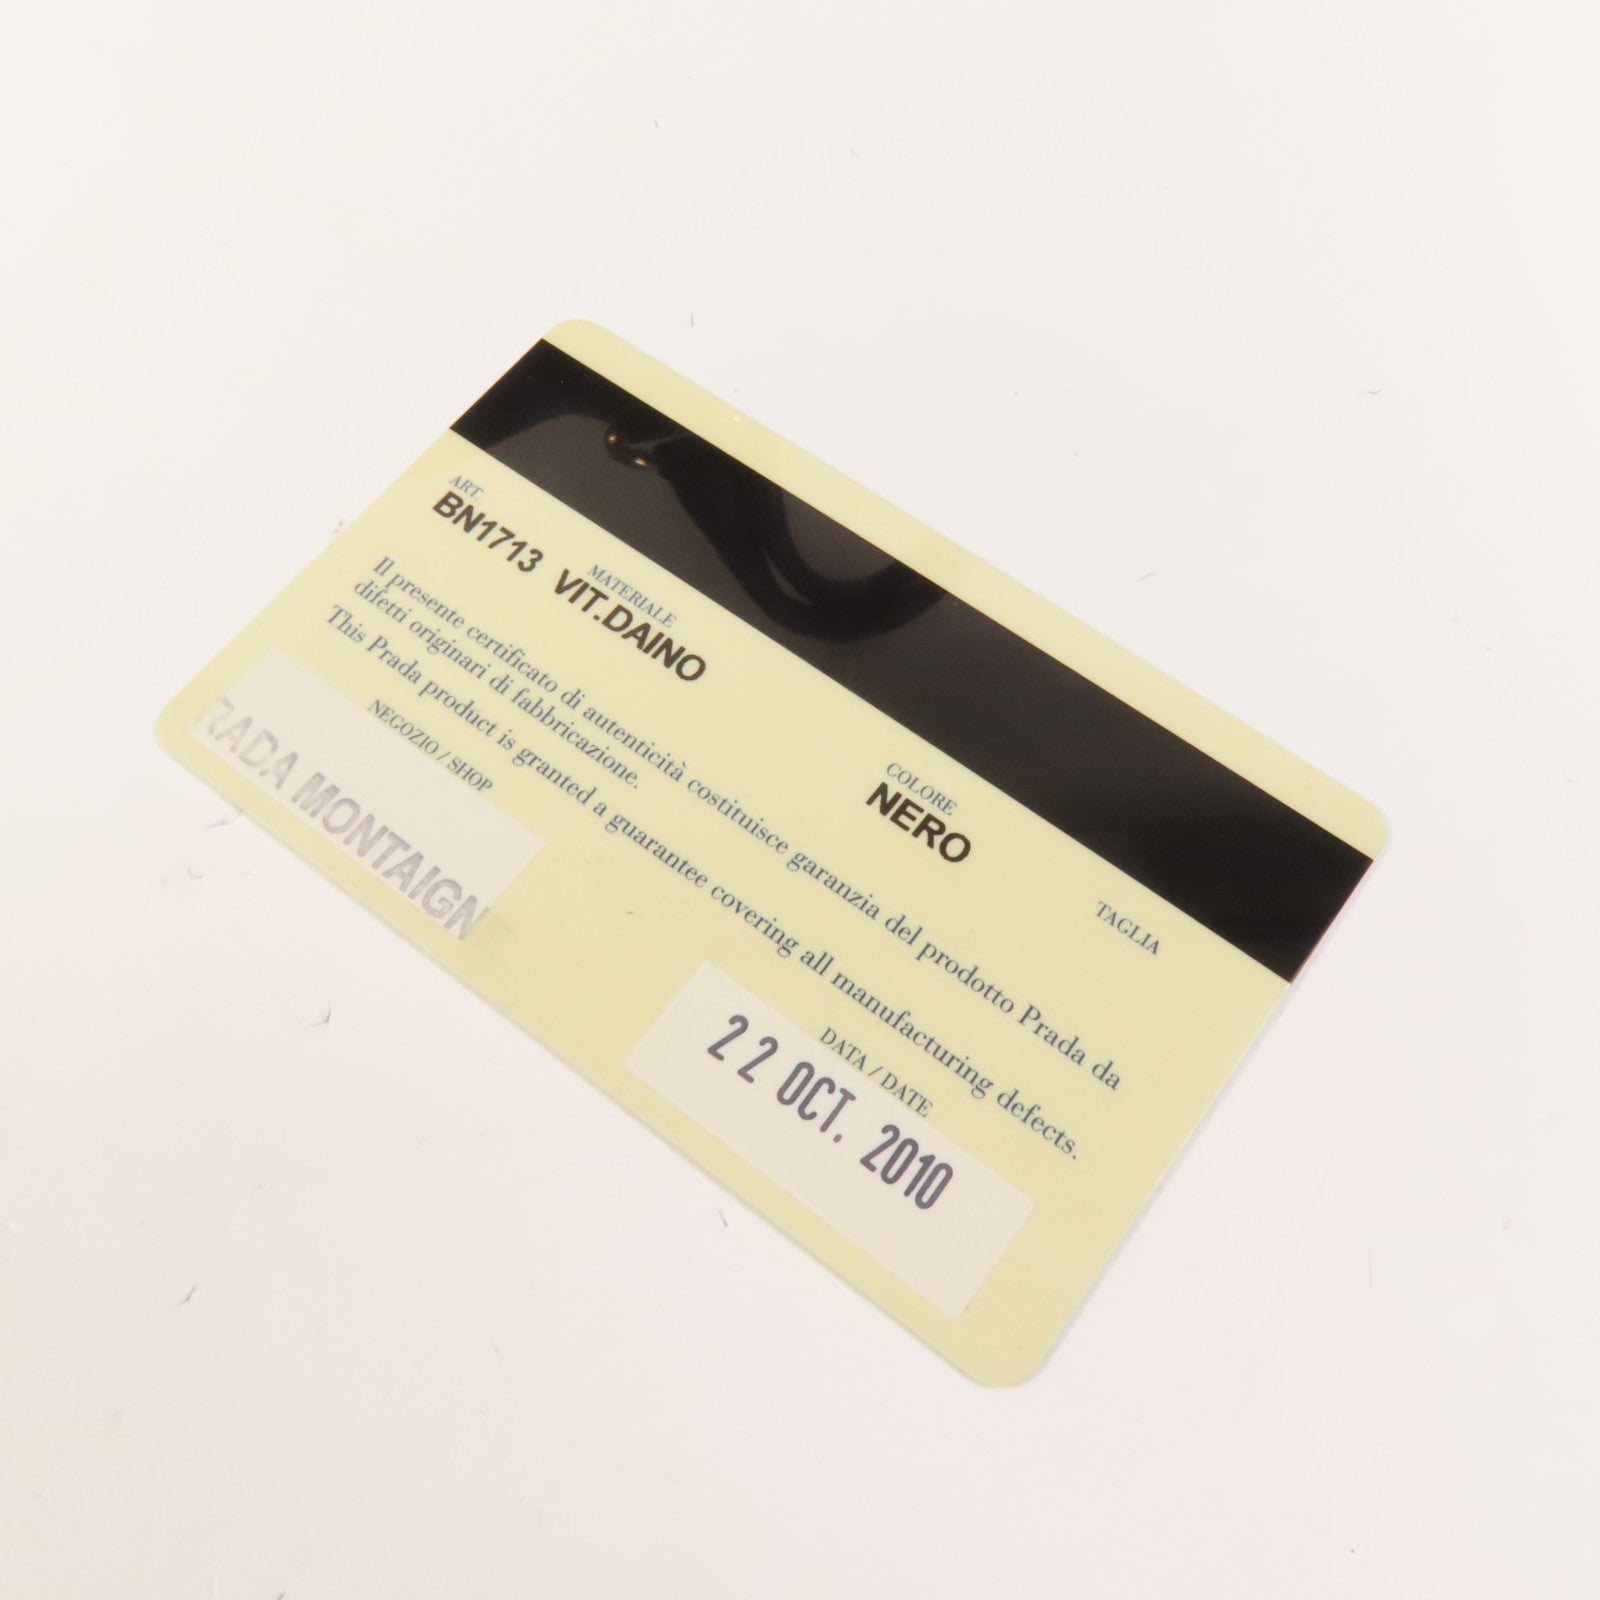 ART. MATERIALE COLORE TAGLIA
BN1713 VIT.DAINO NERO
Il presente certificato di autenticità costituisce garanzia del prodotto Prada da
difetti originari di fabbricazione.
This Prada product is granted a guarantee covering all manufacturing defects.
NEGOZIO / SHOP DATA / DATE
RADA MONTAIGNE 22 OCT. 2010